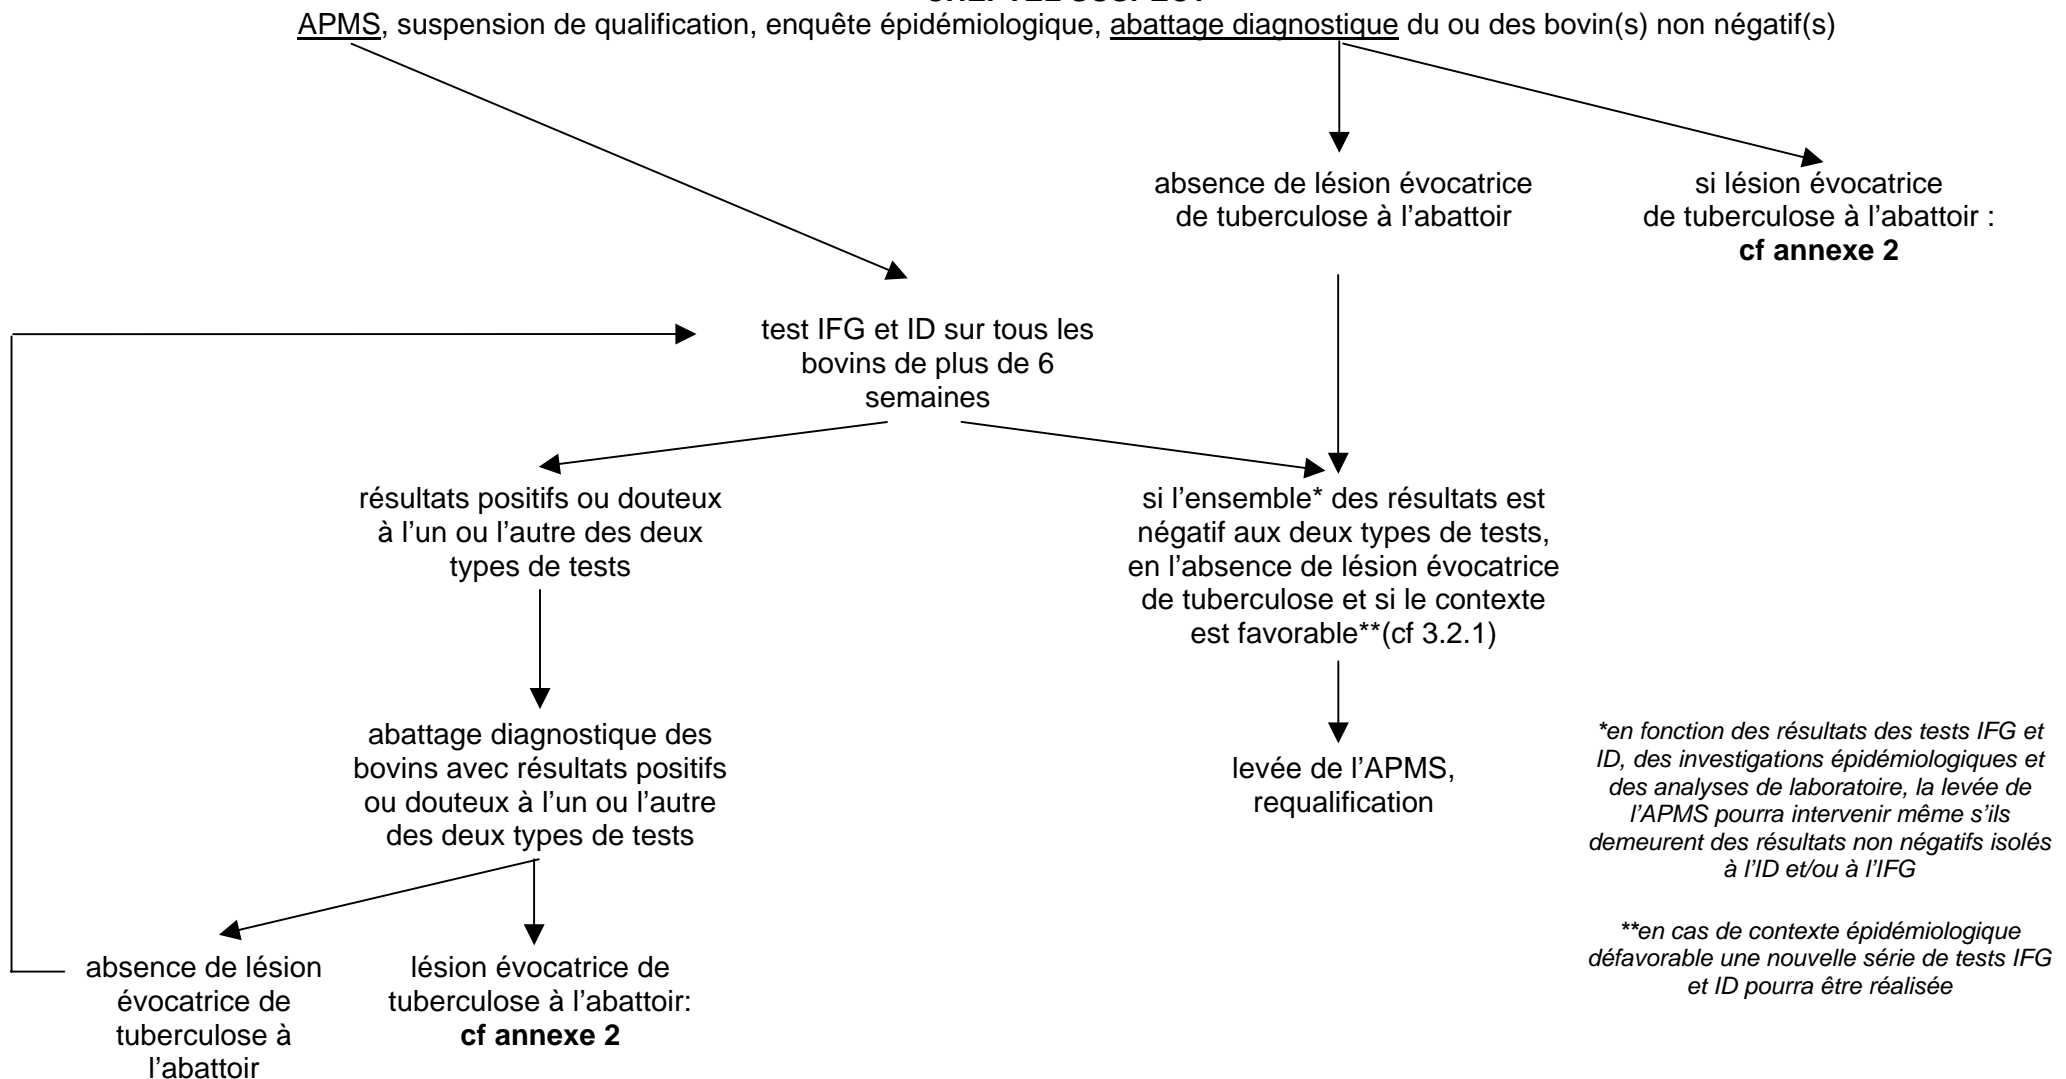 APMS, suspension de qualification, enquête épidémiologique, abattage diagnostique du ou des bovin(s) non négatif(s)
absence de lésion évocatrice
de tuberculose à l’abattoir
si lésion évocatrice
de tuberculose à l’abattoir :
cf annexe 2
test IFG et ID sur tous les
bovins de plus de 6
semaines
résultats positifs ou douteux
à l’un ou l’autre des deux
types de tests
si l’ensemble* des résultats est
négatif aux deux types de tests,
en l’absence de lésion évocatrice
de tuberculose et si le contexte
est favorable**(cf 3.2.1)
abattage diagnostique des
bovins avec résultats positifs
ou douteux à l’un ou l’autre
des deux types de tests
levée de l’APMS,
requalification
*en fonction des résultats des tests IFG et
ID, des investigations épidémiologiques et
des analyses de laboratoire, la levée de
l’APMS pourra intervenir même s’ils
demeurent des résultats non négatifs isolés
à l’ID et/ou à l’IFG
**en cas de contexte épidémiologique
défavorable une nouvelle série de tests IFG
et ID pourra être réalisée
absence de lésion
évocatrice de
tuberculose à
l’abattoir
lésion évocatrice de
tuberculose à l’abattoir:
cf annexe 2